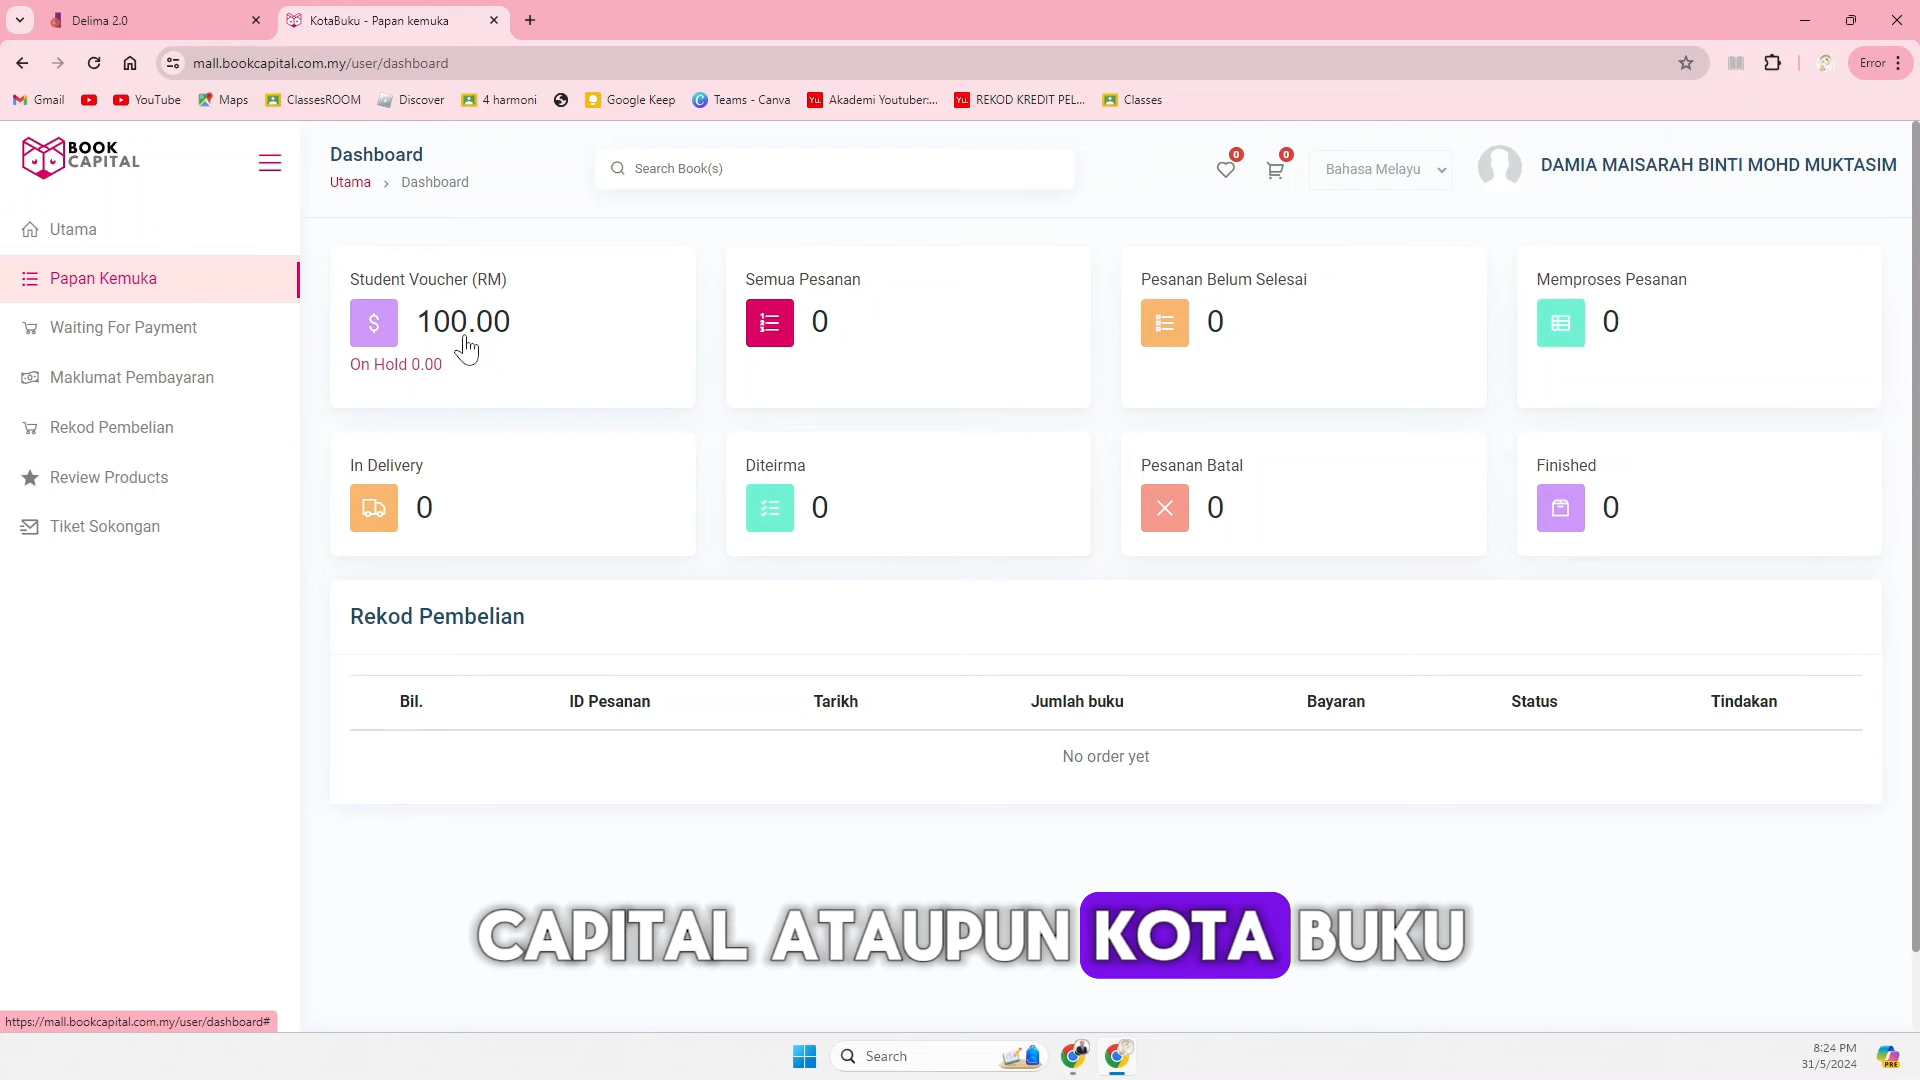 Delima 2.0
KotaBuku - Papan kemuka
mall.bookcapital.com.my/user/dashboard
Error
Gmail
YouTube
Maps
ClassesROOM
Discover
4 harmoni
Google Keep
Teams - Canva
Akademi Youtuber:...
REKOD KREDIT PEL...
Classes
BOOK
CAPITAL
Dashboard
Utama > Dashboard
Search Book(s)
0
0
Bahasa Melayu
DAMIA MAISARAH BINTI MOHD MUKTASIM
Utama
Papan Kemuka
Waiting For Payment
Maklumat Pembayaran
Rekod Pembelian
Review Products
Tiket Sokongan
Student Voucher (RM)
$ 100.00
On Hold 0.00
Semua Pesanan
0
Pesanan Belum Selesai
0
Memproses Pesanan
0
In Delivery
0
Diteirma
0
Pesanan Batal
0
Finished
0
Rekod Pembelian
Bil. ID Pesanan Tarikh Jumlah buku Bayaran Status Tindakan
No order yet
CAPITAL ATAUPUN KOTA BUKU
https://mall.bookcapital.com.my/user/dashboard#
Search
8:24 PM
31/5/2024